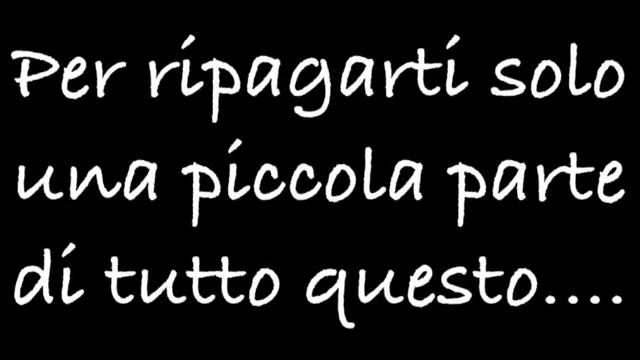 Per ripagarti solo
una piccola parte
di tutto questo....